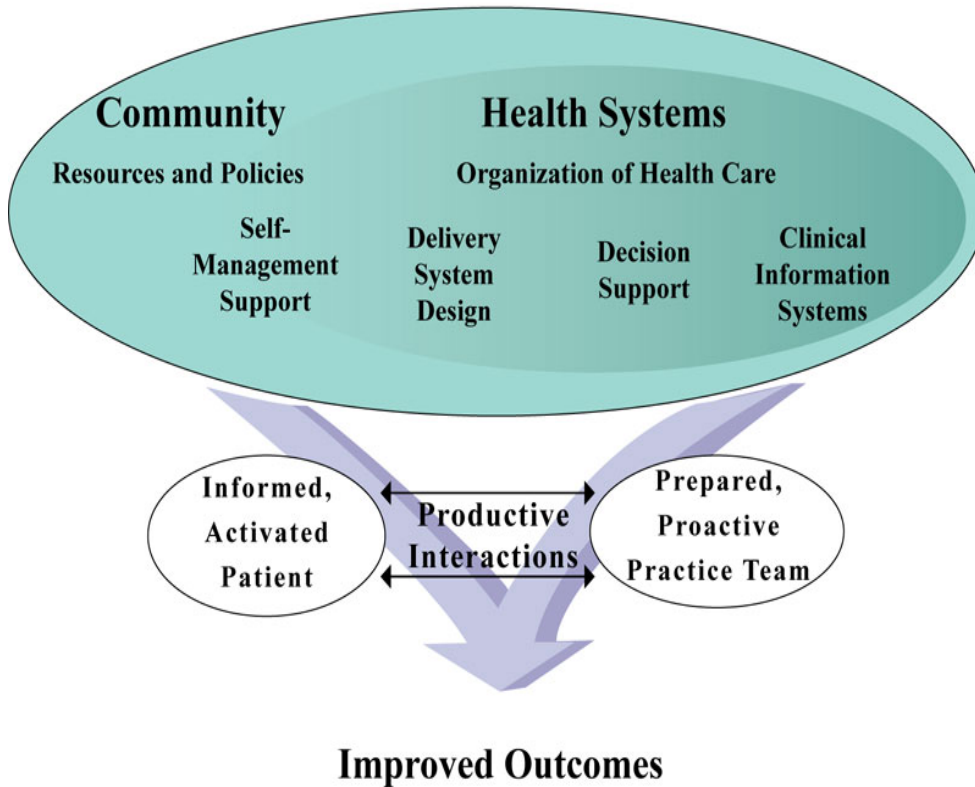 Community
Health Systems
Resources and Policies
Organization of Health Care
Self-
Management
Support
Delivery
System
Design
Decision
Support
Clinical
Information
Systems
Informed,
Activated
Patient
Productive
Interactions
Prepared,
Proactive
Practice Team
Improved Outcomes